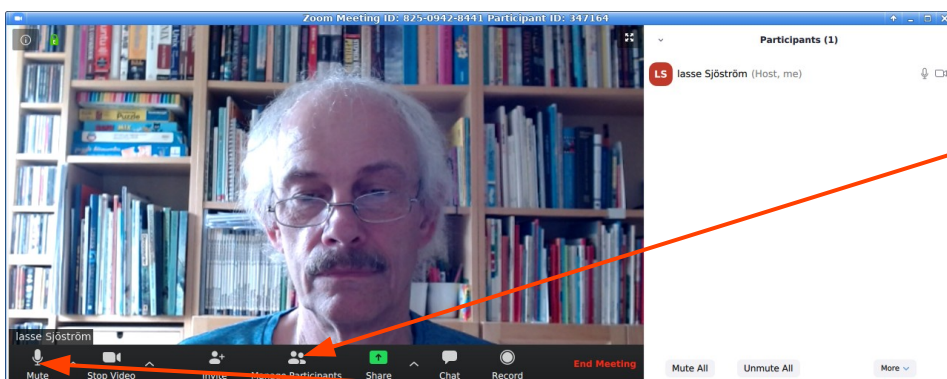 Zoom Meeting ID: 825-0942-8441 Participant ID: 347164
Participants (1)
LS lasse Sjöström (Host, me)
Puzzle
lasse Sjöström
Mute Stop Video Invite Manage Participants Share Chat Record End Meeting
Mute All Unmute All More